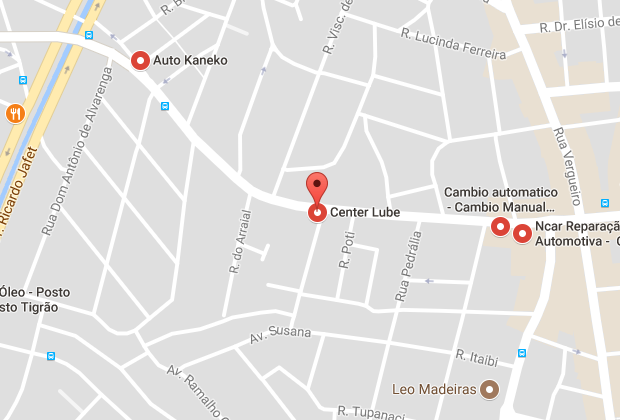 R. B
R. Visc. de
R. Lucinda Ferreira
R. Dr. Elísio de
Auto Kaneko
Rua Dom Antônio de Alvarenga
R. Ricardo Jafet
Rua Vergueiro
Cambio automatico
- Cambio Manual...
Center Lube
Ncar Reparaçã
Automotiva -
R. do Arraial
R. Poti
Rua Pedrália
Óleo - Posto
sto Tigrão
Av. Susana
R. Itaibi
Av. Ramalho
Leo Madeiras
R. Tupanaci